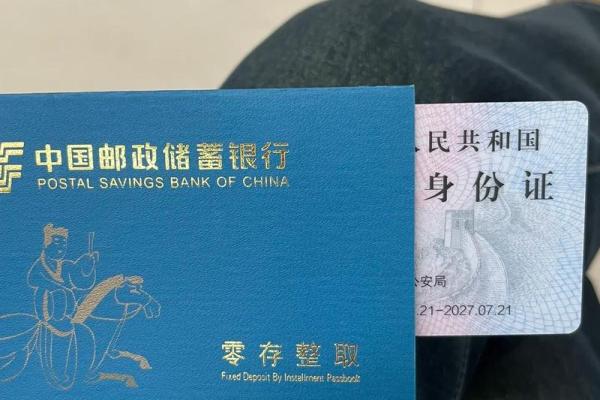 中国邮政储蓄银行
POSTAL SAVINGS BANK OF CHINA
零存整取
Fixed Deposit By Installment Passbook
人民共和国
身份证
公安局
.21-2027.07.21